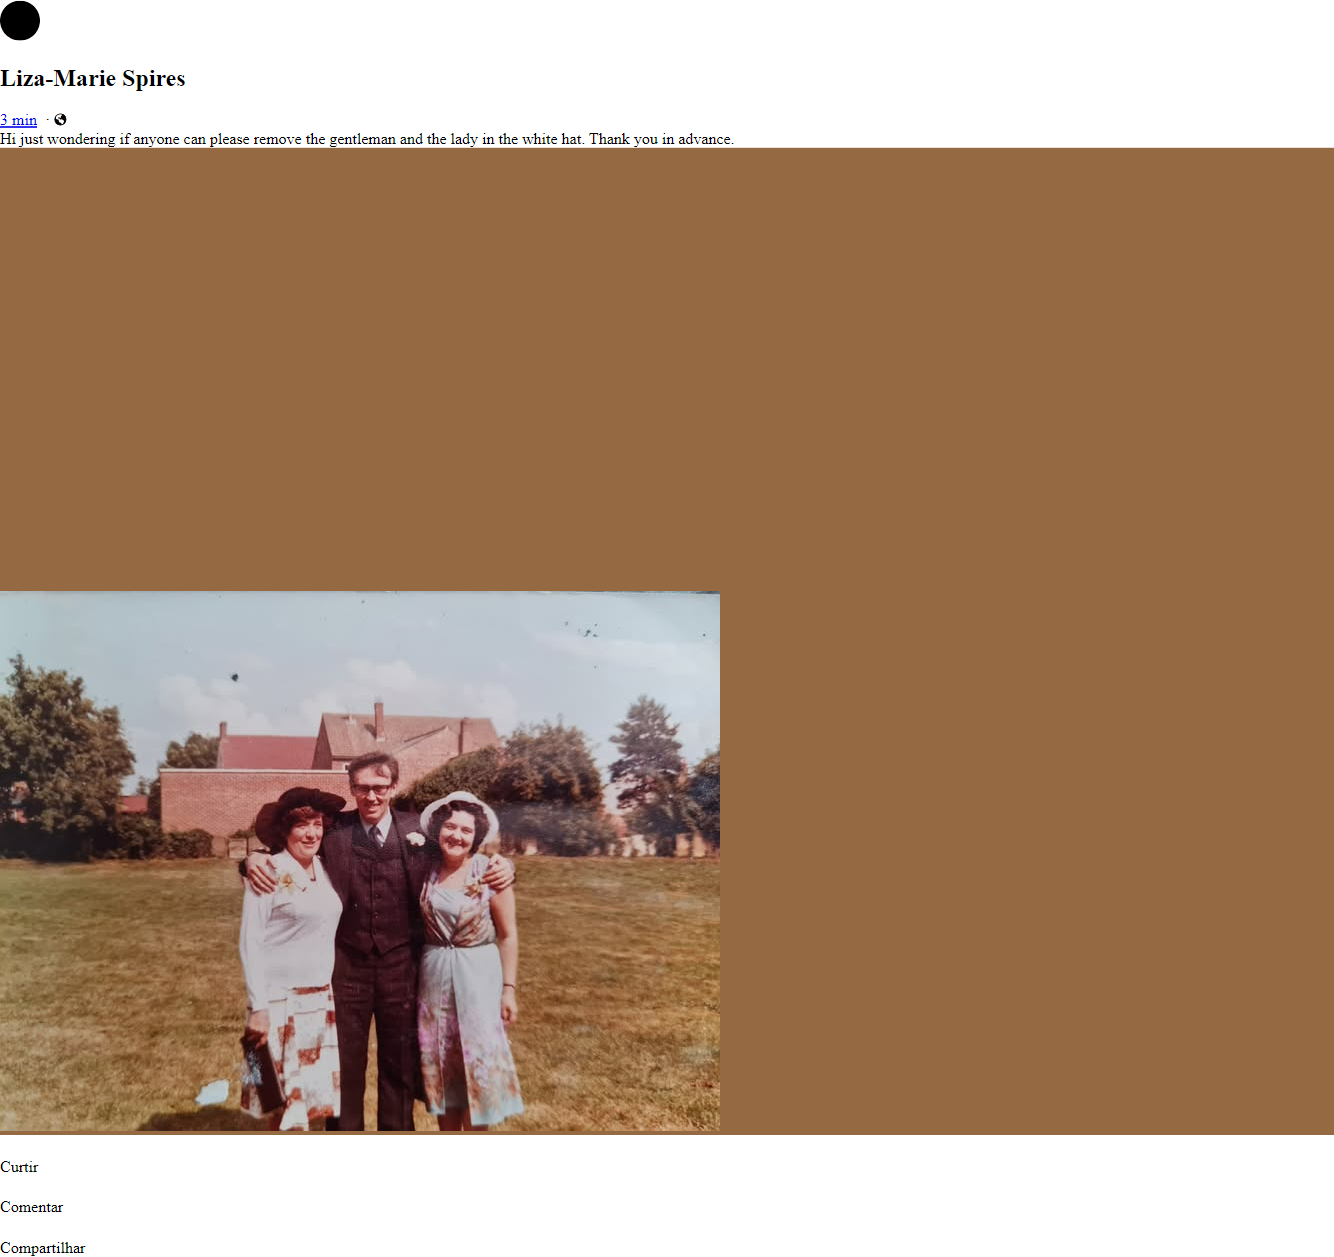 Liza-Marie Spires
3 min ·
Hi just wondering if anyone can please remove the gentleman and the lady in the white hat. Thank you in advance.
Curtir
Comentar
Compartilhar